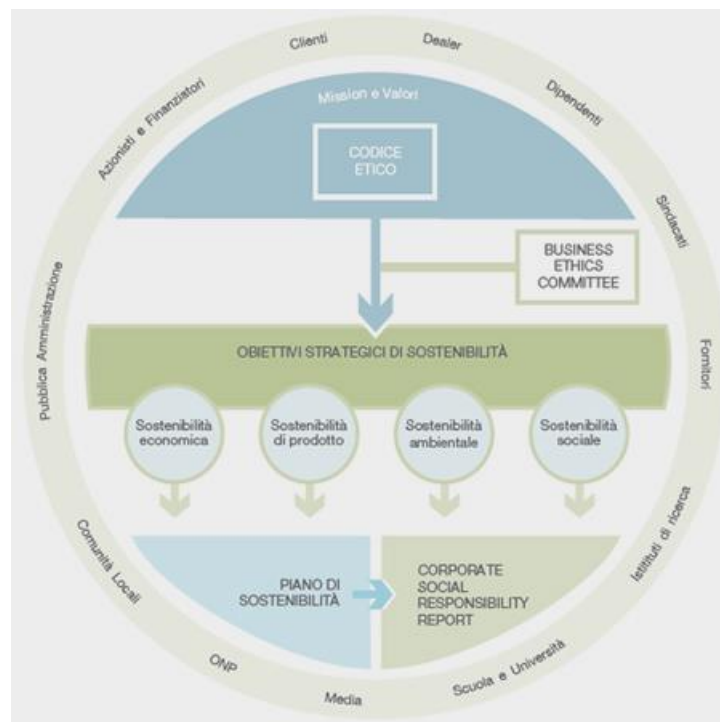 Clienti
Dealer
Azionisti e Finanziatori
Dipendenti
Mission e Valori
CODICE
ETICO
Sindacati
BUSINESS
ETHICS
COMMITTEE
Pubblica Amministrazione
OBIETTIVI STRATEGICI DI SOSTENIBILITÀ
Fornitori
Sostenibilità
economica
Sostenibilità
di prodotto
Sostenibilità
ambientale
Sostenibilità
sociale
Comunità Locali
Istitituti di ricerca
PIANO DI
SOSTENIBILITÀ
CORPORATE
SOCIAL
RESPONSIBILITY
REPORT
ONP
Media
Scuola e Università